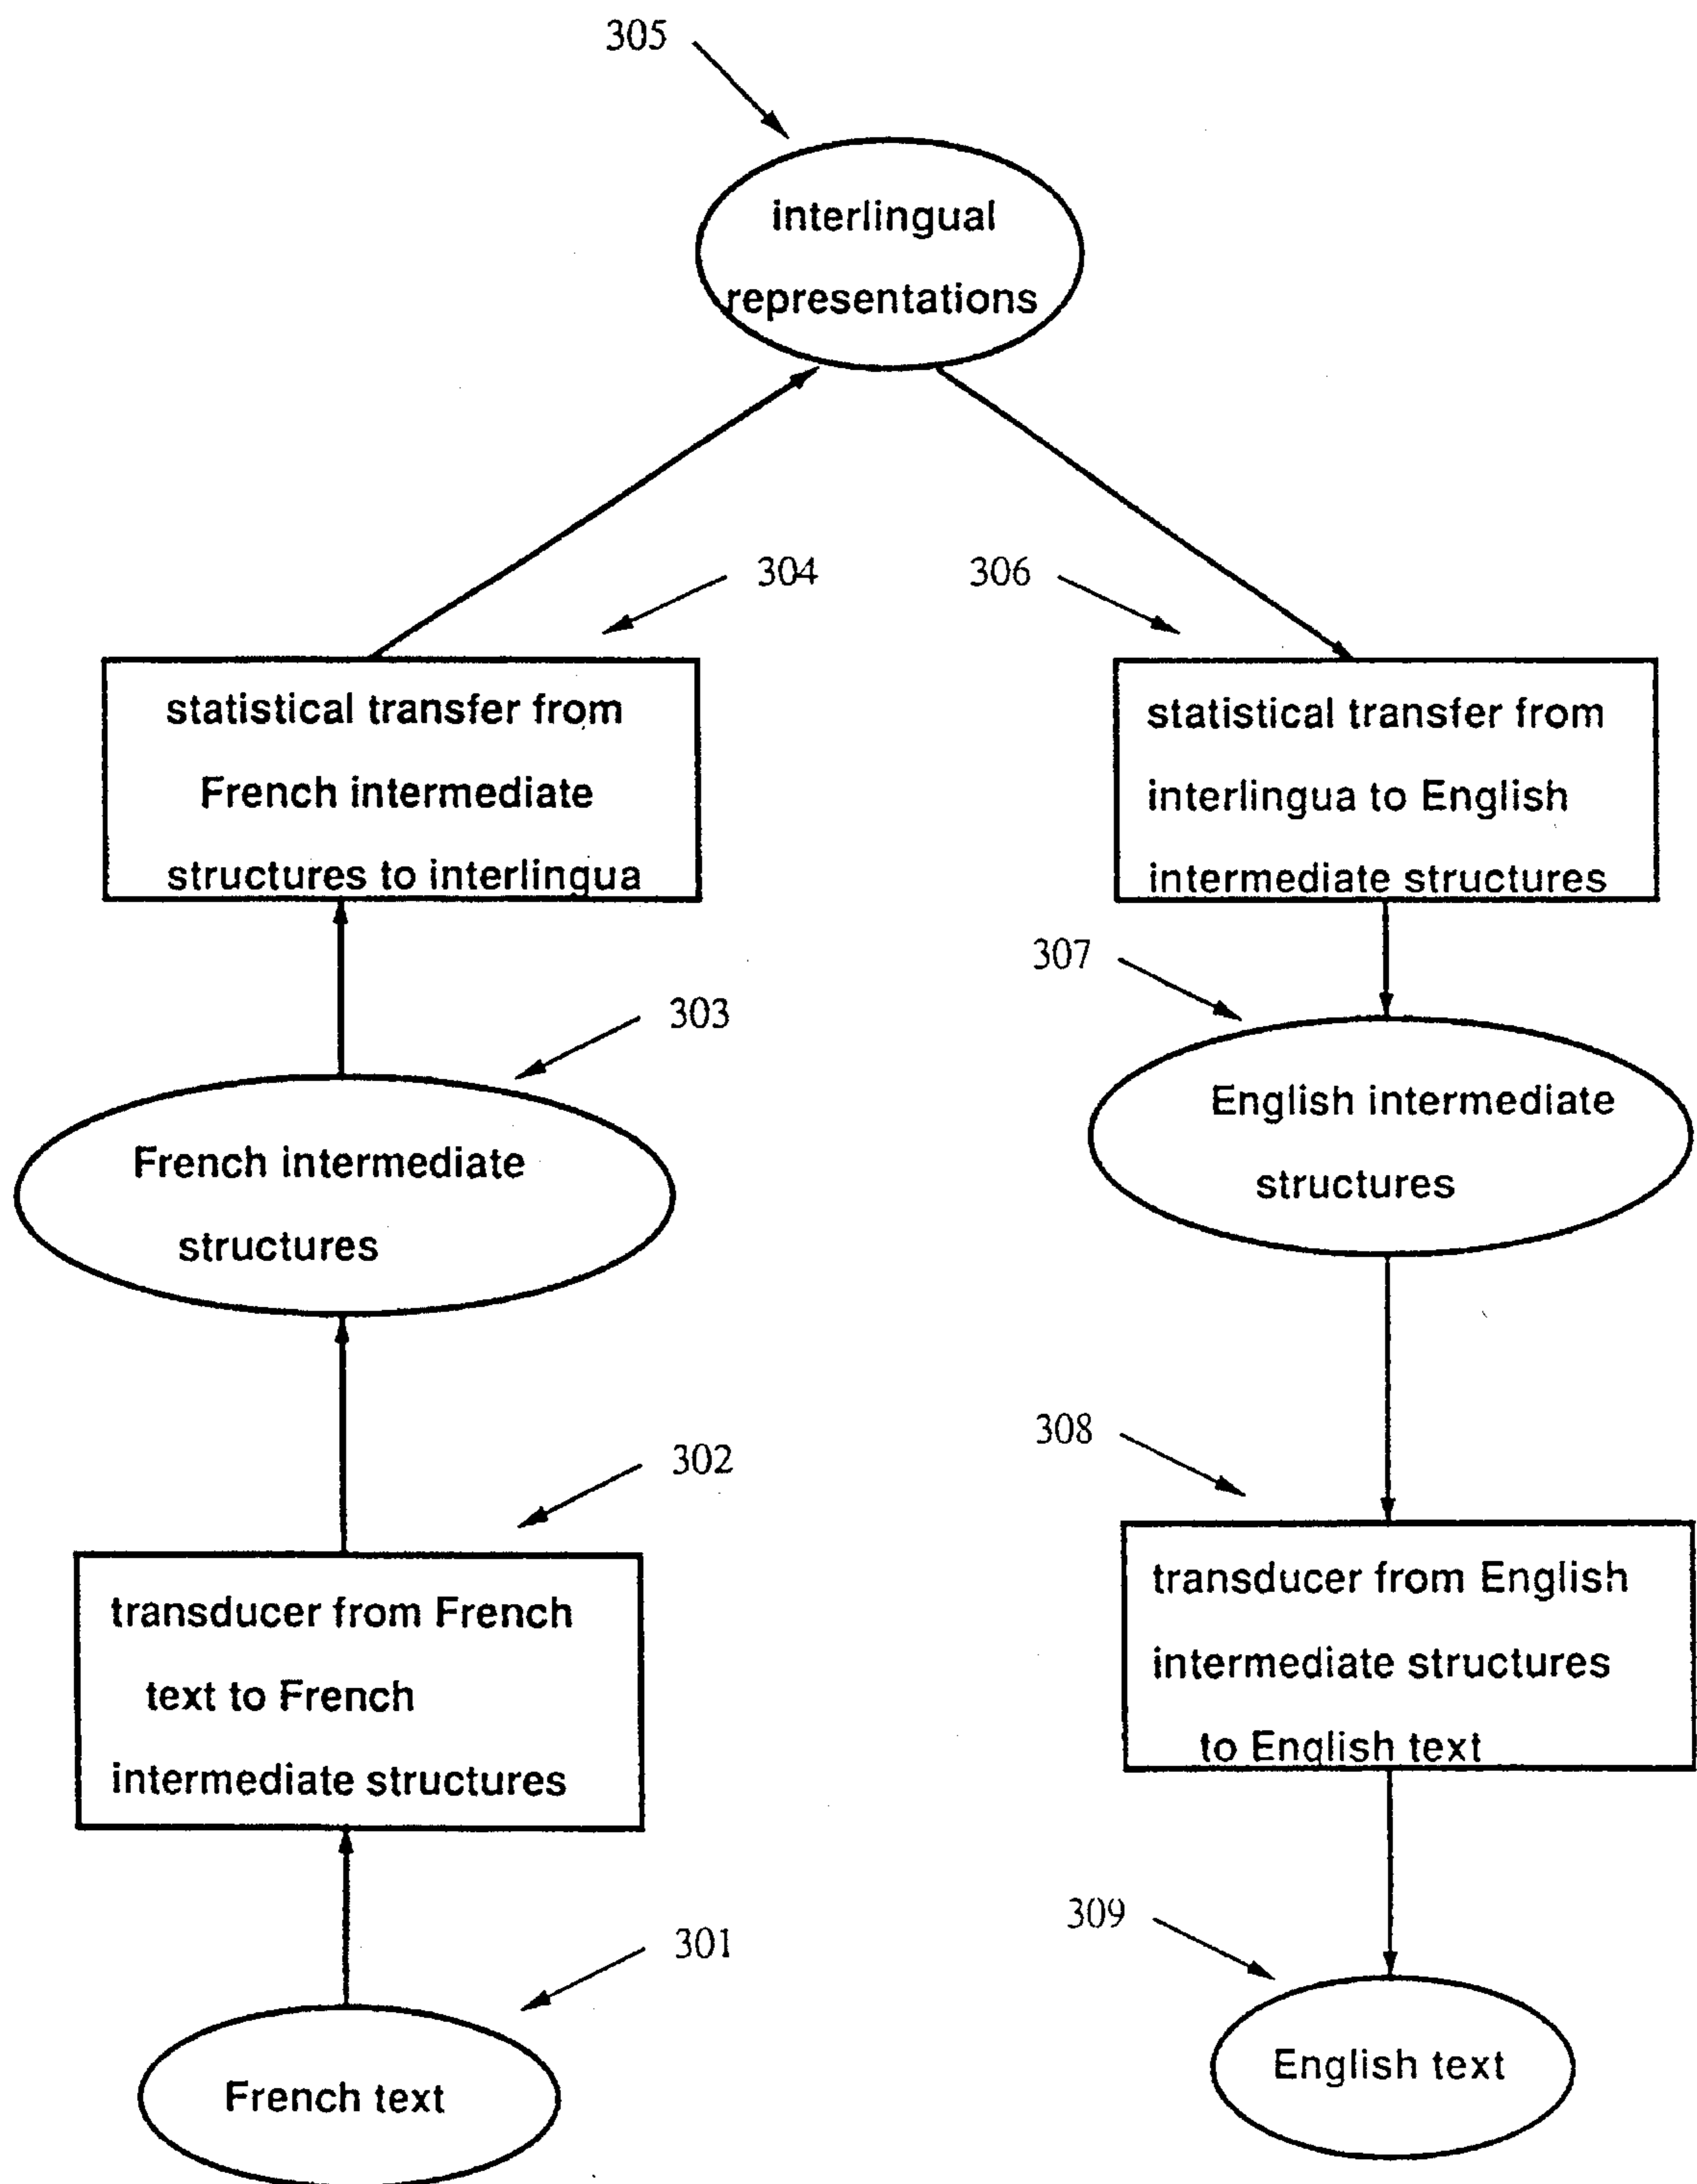 305
interlingual
representations
304
306
statistical transfer from
French intermediate
structures to interlingua
statistical transfer from
interlingua to English
intermediate structures
307
303
English intermediate
structures
French intermediate
structures
308
302
transducer from English
intermediate structures
to English text
transducer from French
text to French
intermediate structures
309
301
English text
French text